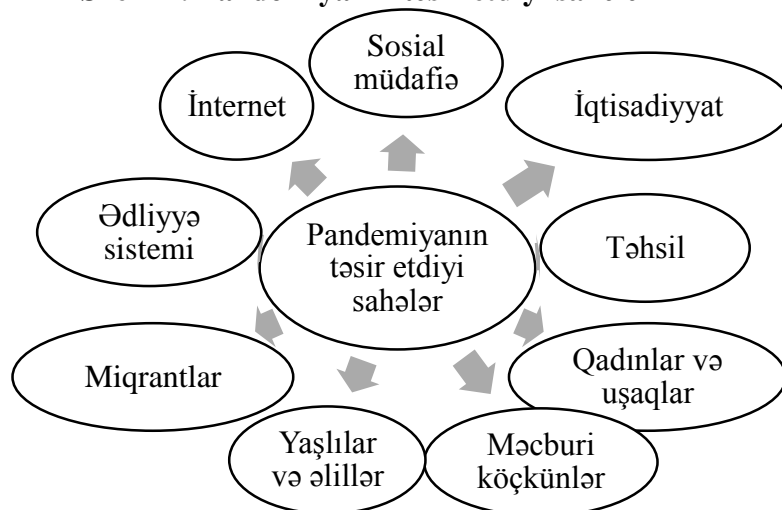 Sosial
müdafiə
İnternet
İqtisadiyyat
Ədliyyə
sistemi
Pandemiyanın
təsir etdiyi
sahələr
Təhsil
Miqrantlar
Qadınlar və
uşaqlar
Yaşlılar
və əlillər
Məcburi
köçkünlər